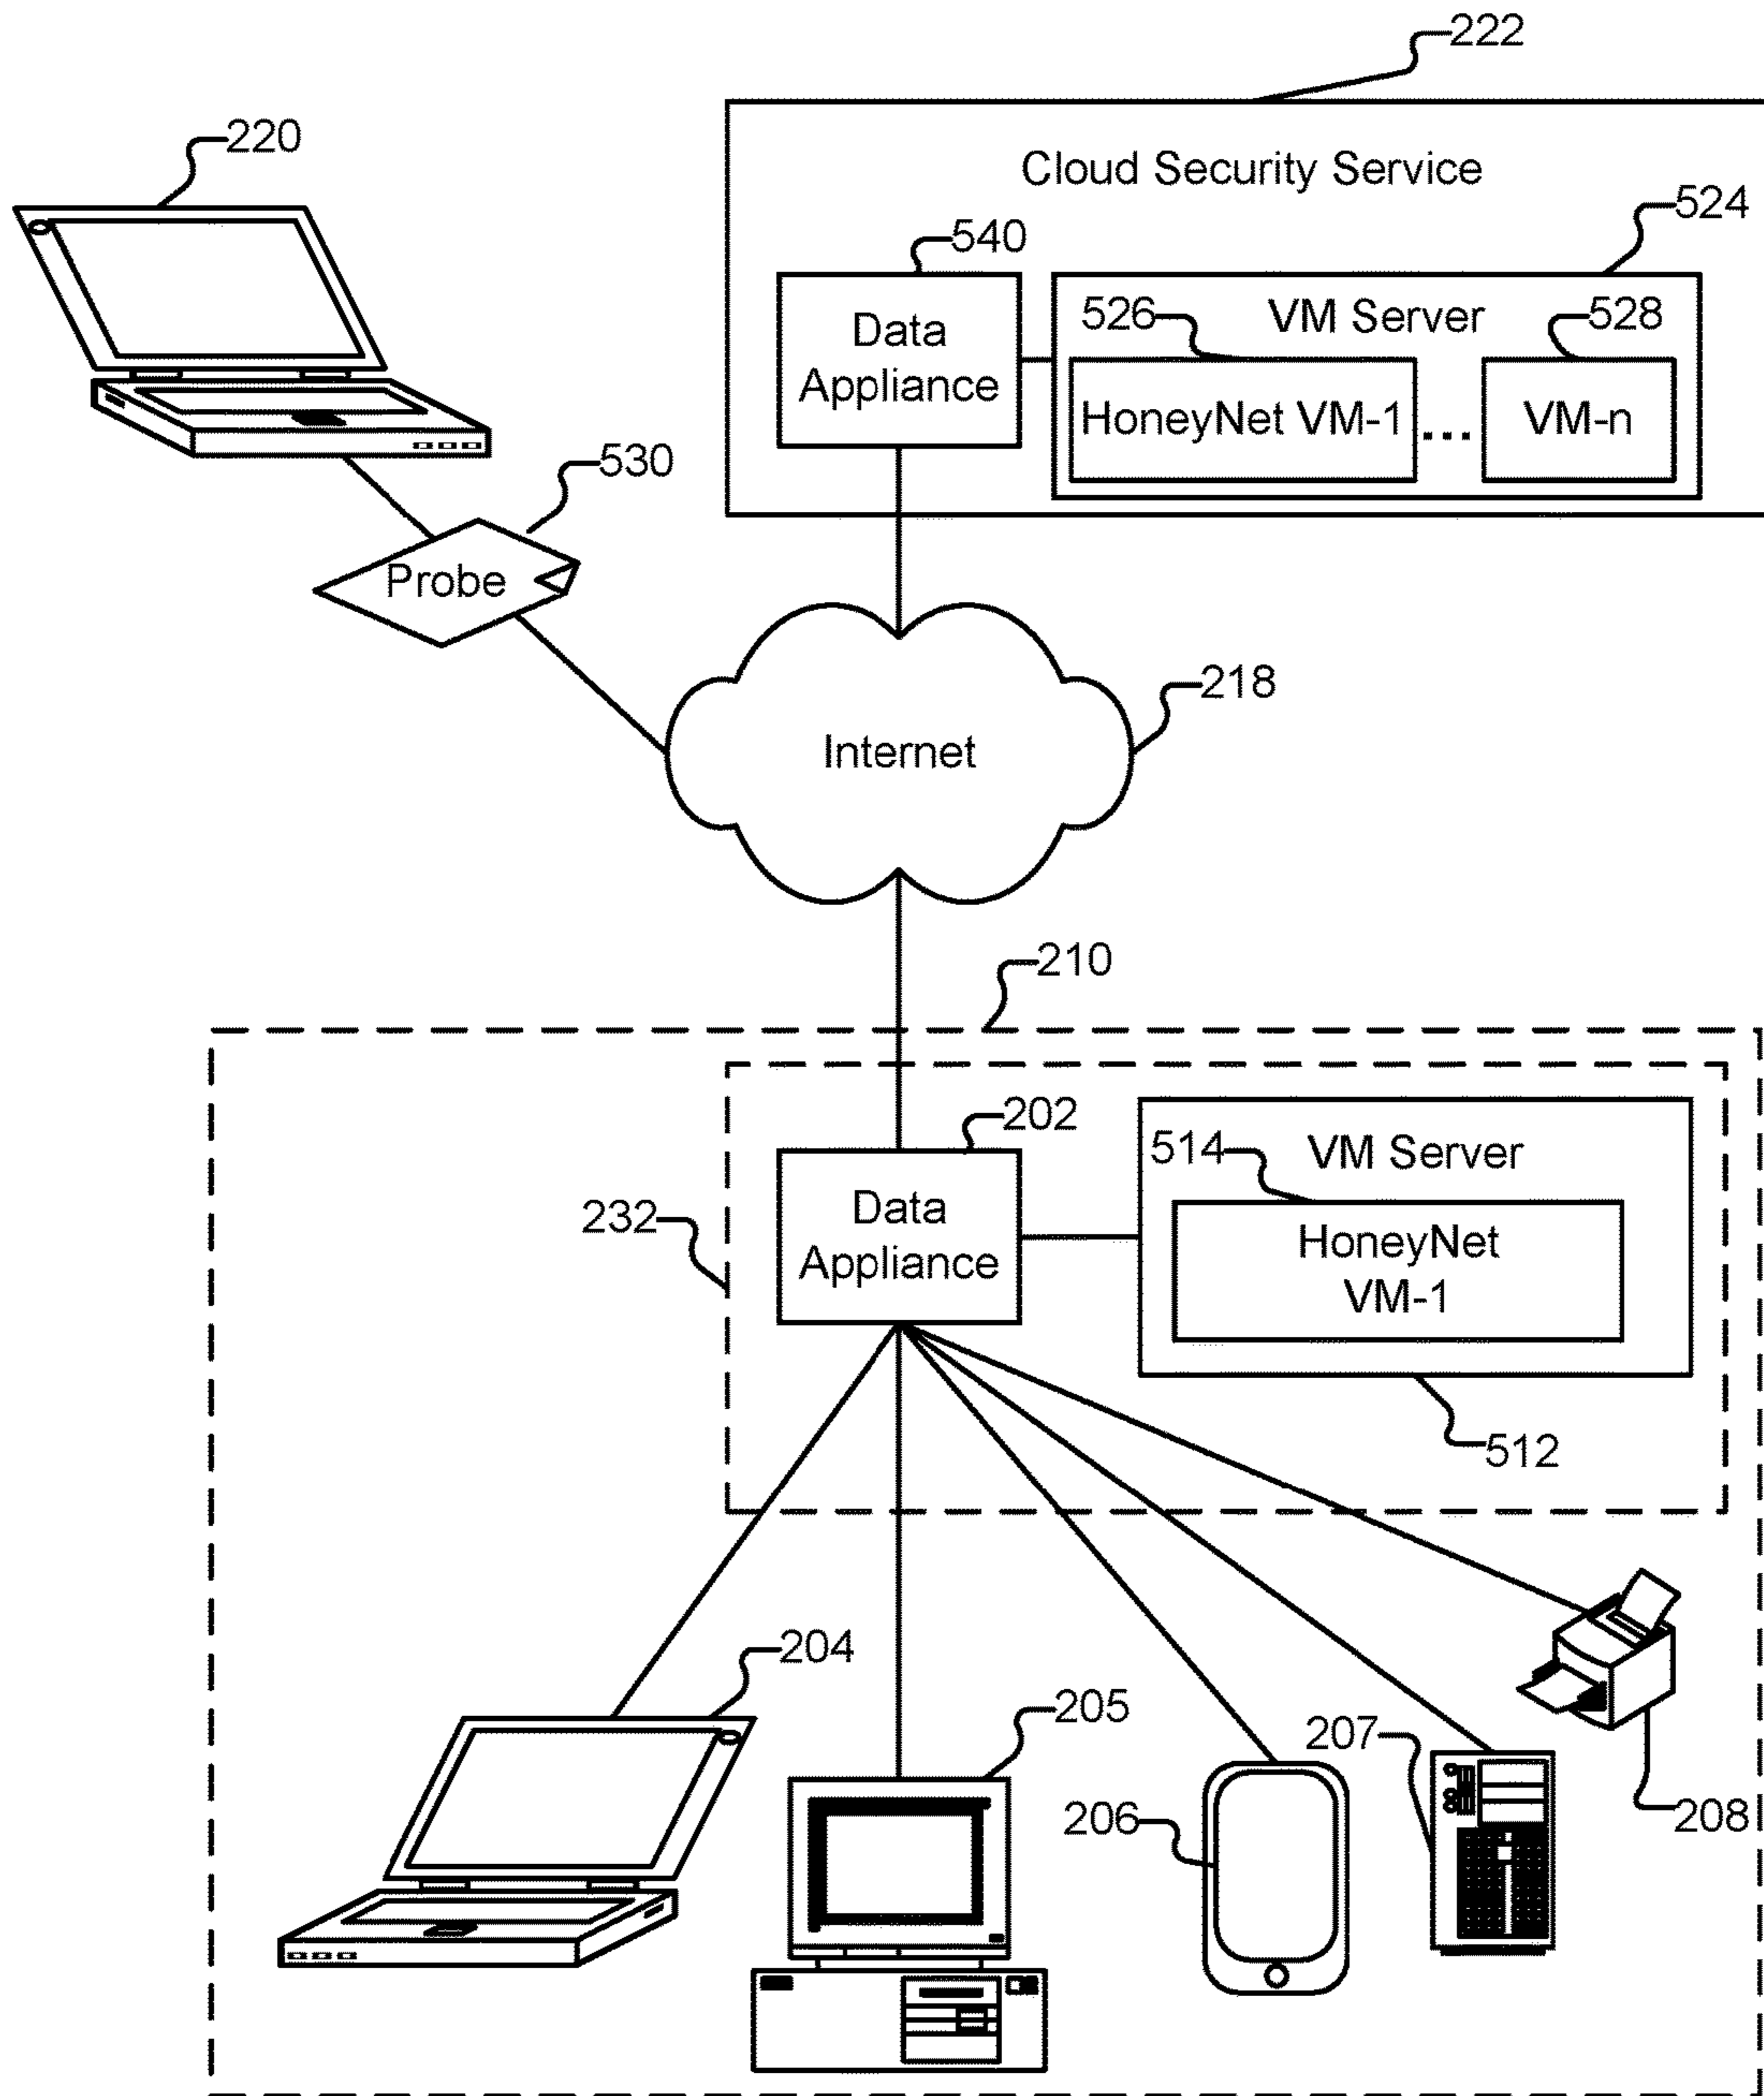 222
220
Cloud Security Service
524
540
VM Server
526
528
Data
Appliance
HoneyNet VM-1
...
VM-n
530
Probe
218
Internet
210
202
514
VM Server
232
Data
Appliance
HoneyNet
VM-1
512
204
205
207
206
208